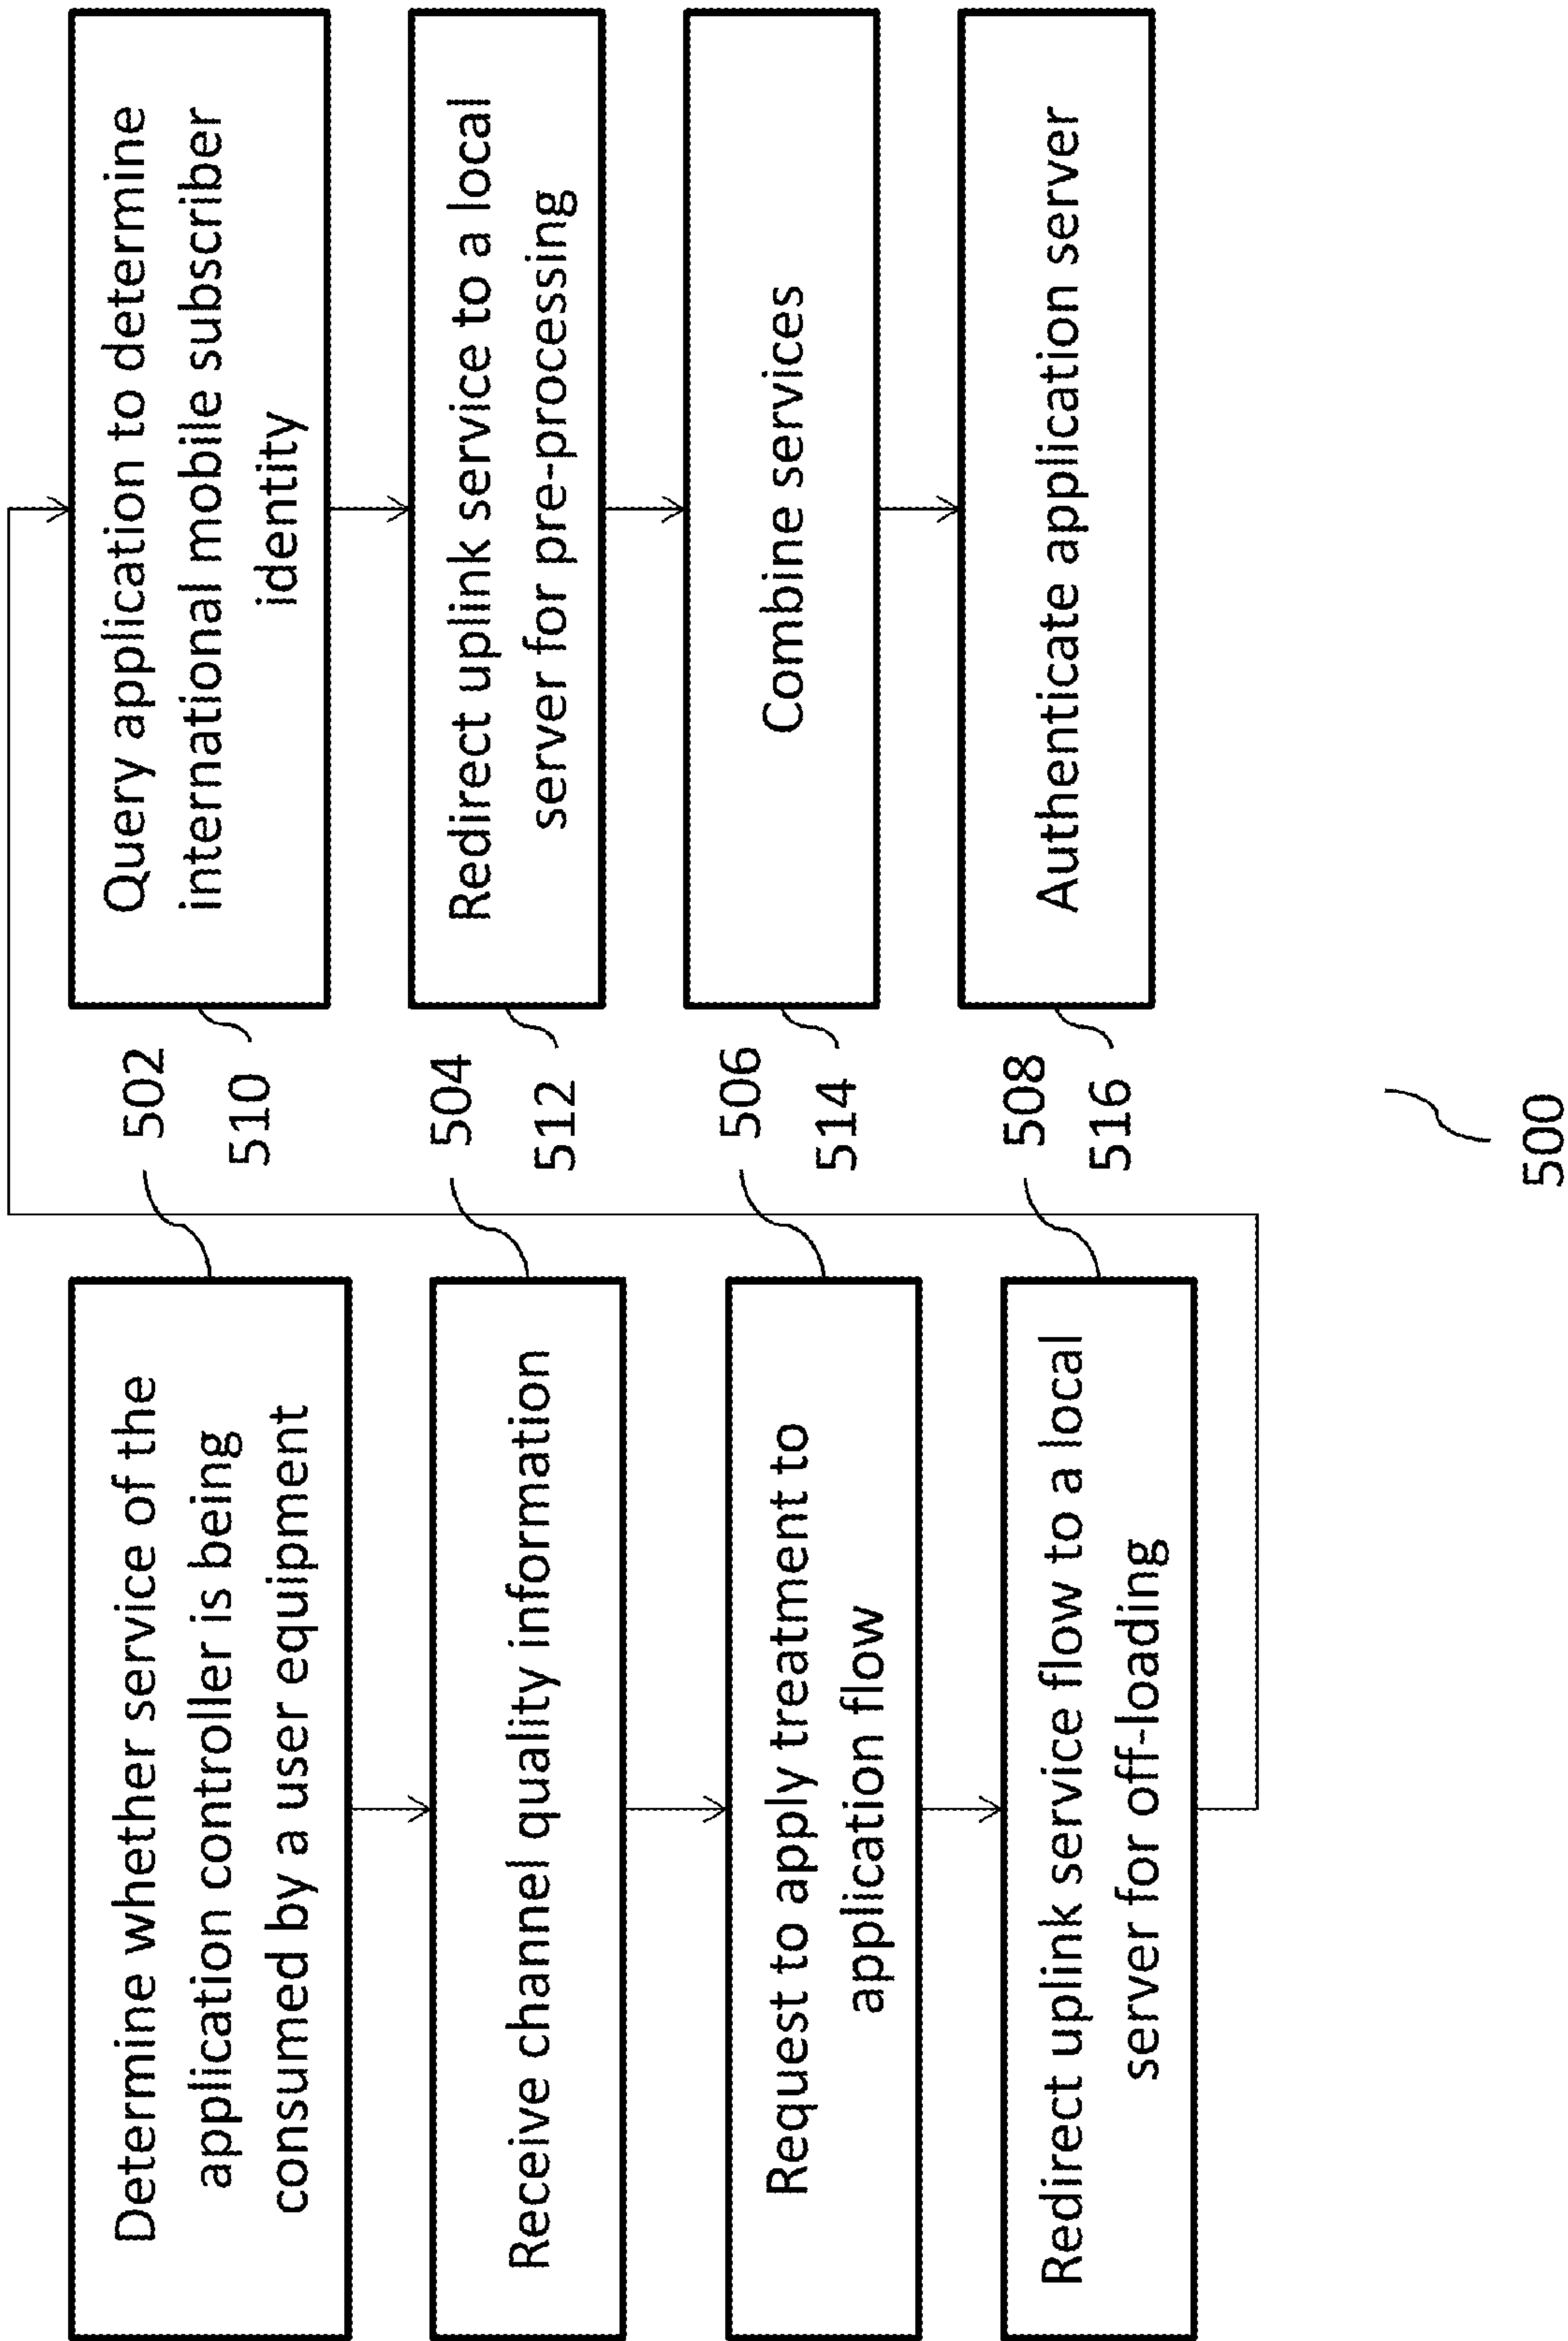 Determine whether service of the
application controller is being
consumed by a user equipment
502
Receive channel quality information
504
Request to apply treatment to
application flow
506
Redirect uplink service flow to a local
server for off-loading
508
Query application to determine
international mobile subscriber
identity
510
Redirect uplink service to a local
server for pre-processing
512
Combine services
514
Authenticate application server
516
500